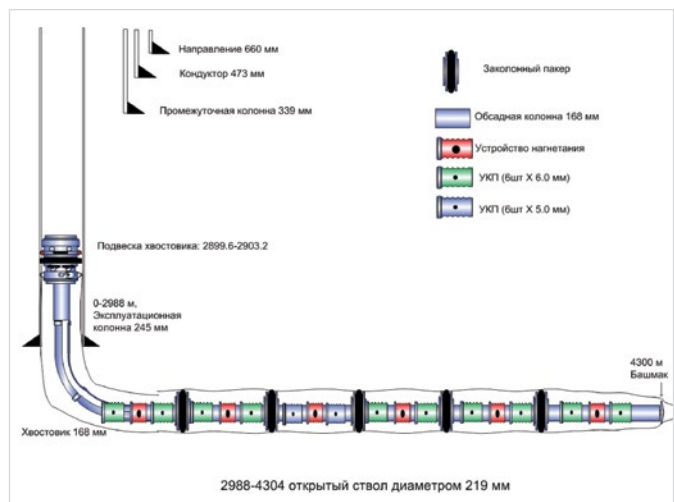 Направление 660 мм
Кондуктор 473 мм
Промежуточная колонна 339 мм
Заколонный пакер
Обсадная колонна 168 мм
Устройство нагнетания
УКП (6шт X 6.0 мм)
УКП (6шт X 5.0 мм)
Подвеска хвостовика: 2899.6-2903.2
0-2988 м,
Эксплуатационная
колонна 245 мм
4300 м
Башмак
Хвостовик 168 мм
2988-4304 открытый ствол диаметром 219 мм